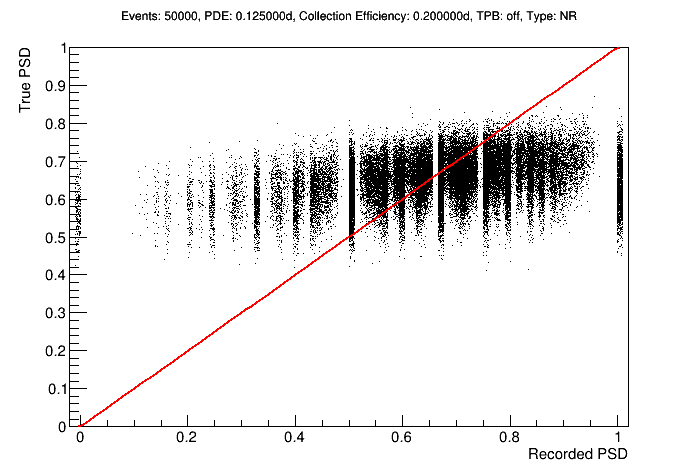 Events: 50000, PDE: 0.125000d, Collection Efficiency: 0.200000d, TPB: off, Type: NR
True PSD
1
0.9
0.8
0.7
0.6
0.5
0.4
0.3
0.2
0.1
0
0 0.2 0.4 0.6 0.8 1
Recorded PSD